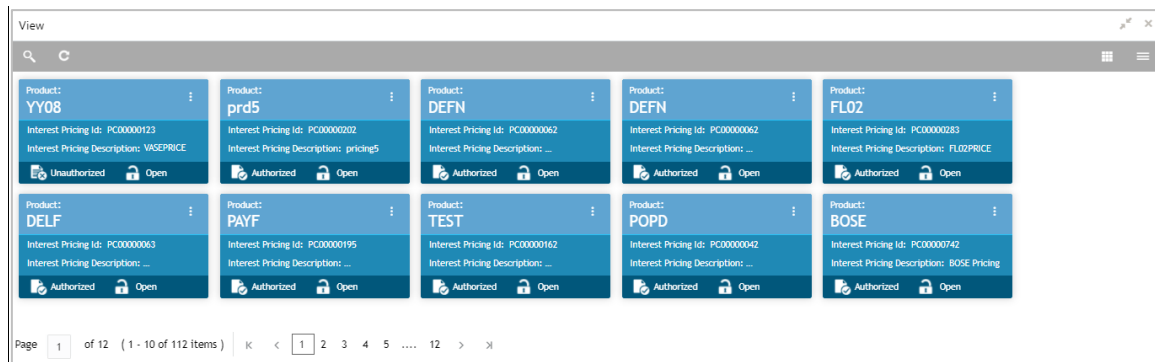 View
Product:
YY08
Interest Pricing Id: PC00000123
Interest Pricing Description: VASEPRICE
Unauthorized Open
Product:
prd5
Interest Pricing Id: PC00000202
Interest Pricing Description: pricing5
Authorized Open
Product:
DEFN
Interest Pricing Id: PC00000062
Interest Pricing Description: ...
Authorized Open
Product:
DEFN
Interest Pricing Id: PC00000062
Interest Pricing Description: ...
Authorized Open
Product:
FL02
Interest Pricing Id: PC00000283
Interest Pricing Description: FL02PRICE
Authorized Open
Product:
DELF
Interest Pricing Id: PC00000063
Interest Pricing Description: ...
Authorized Open
Product:
PAYF
Interest Pricing Id: PC00000195
Interest Pricing Description: ...
Authorized Open
Product:
TEST
Interest Pricing Id: PC00000162
Interest Pricing Description: ...
Authorized Open
Product:
POPD
Interest Pricing Id: PC00000042
Interest Pricing Description: ...
Authorized Open
Product:
BOSE
Interest Pricing Id: PC00000742
Interest Pricing Description: BOSE Pricing
Authorized Open
Page 1 of 12 ( 1 - 10 of 112 items ) 1 2 3 4 5 .... 12